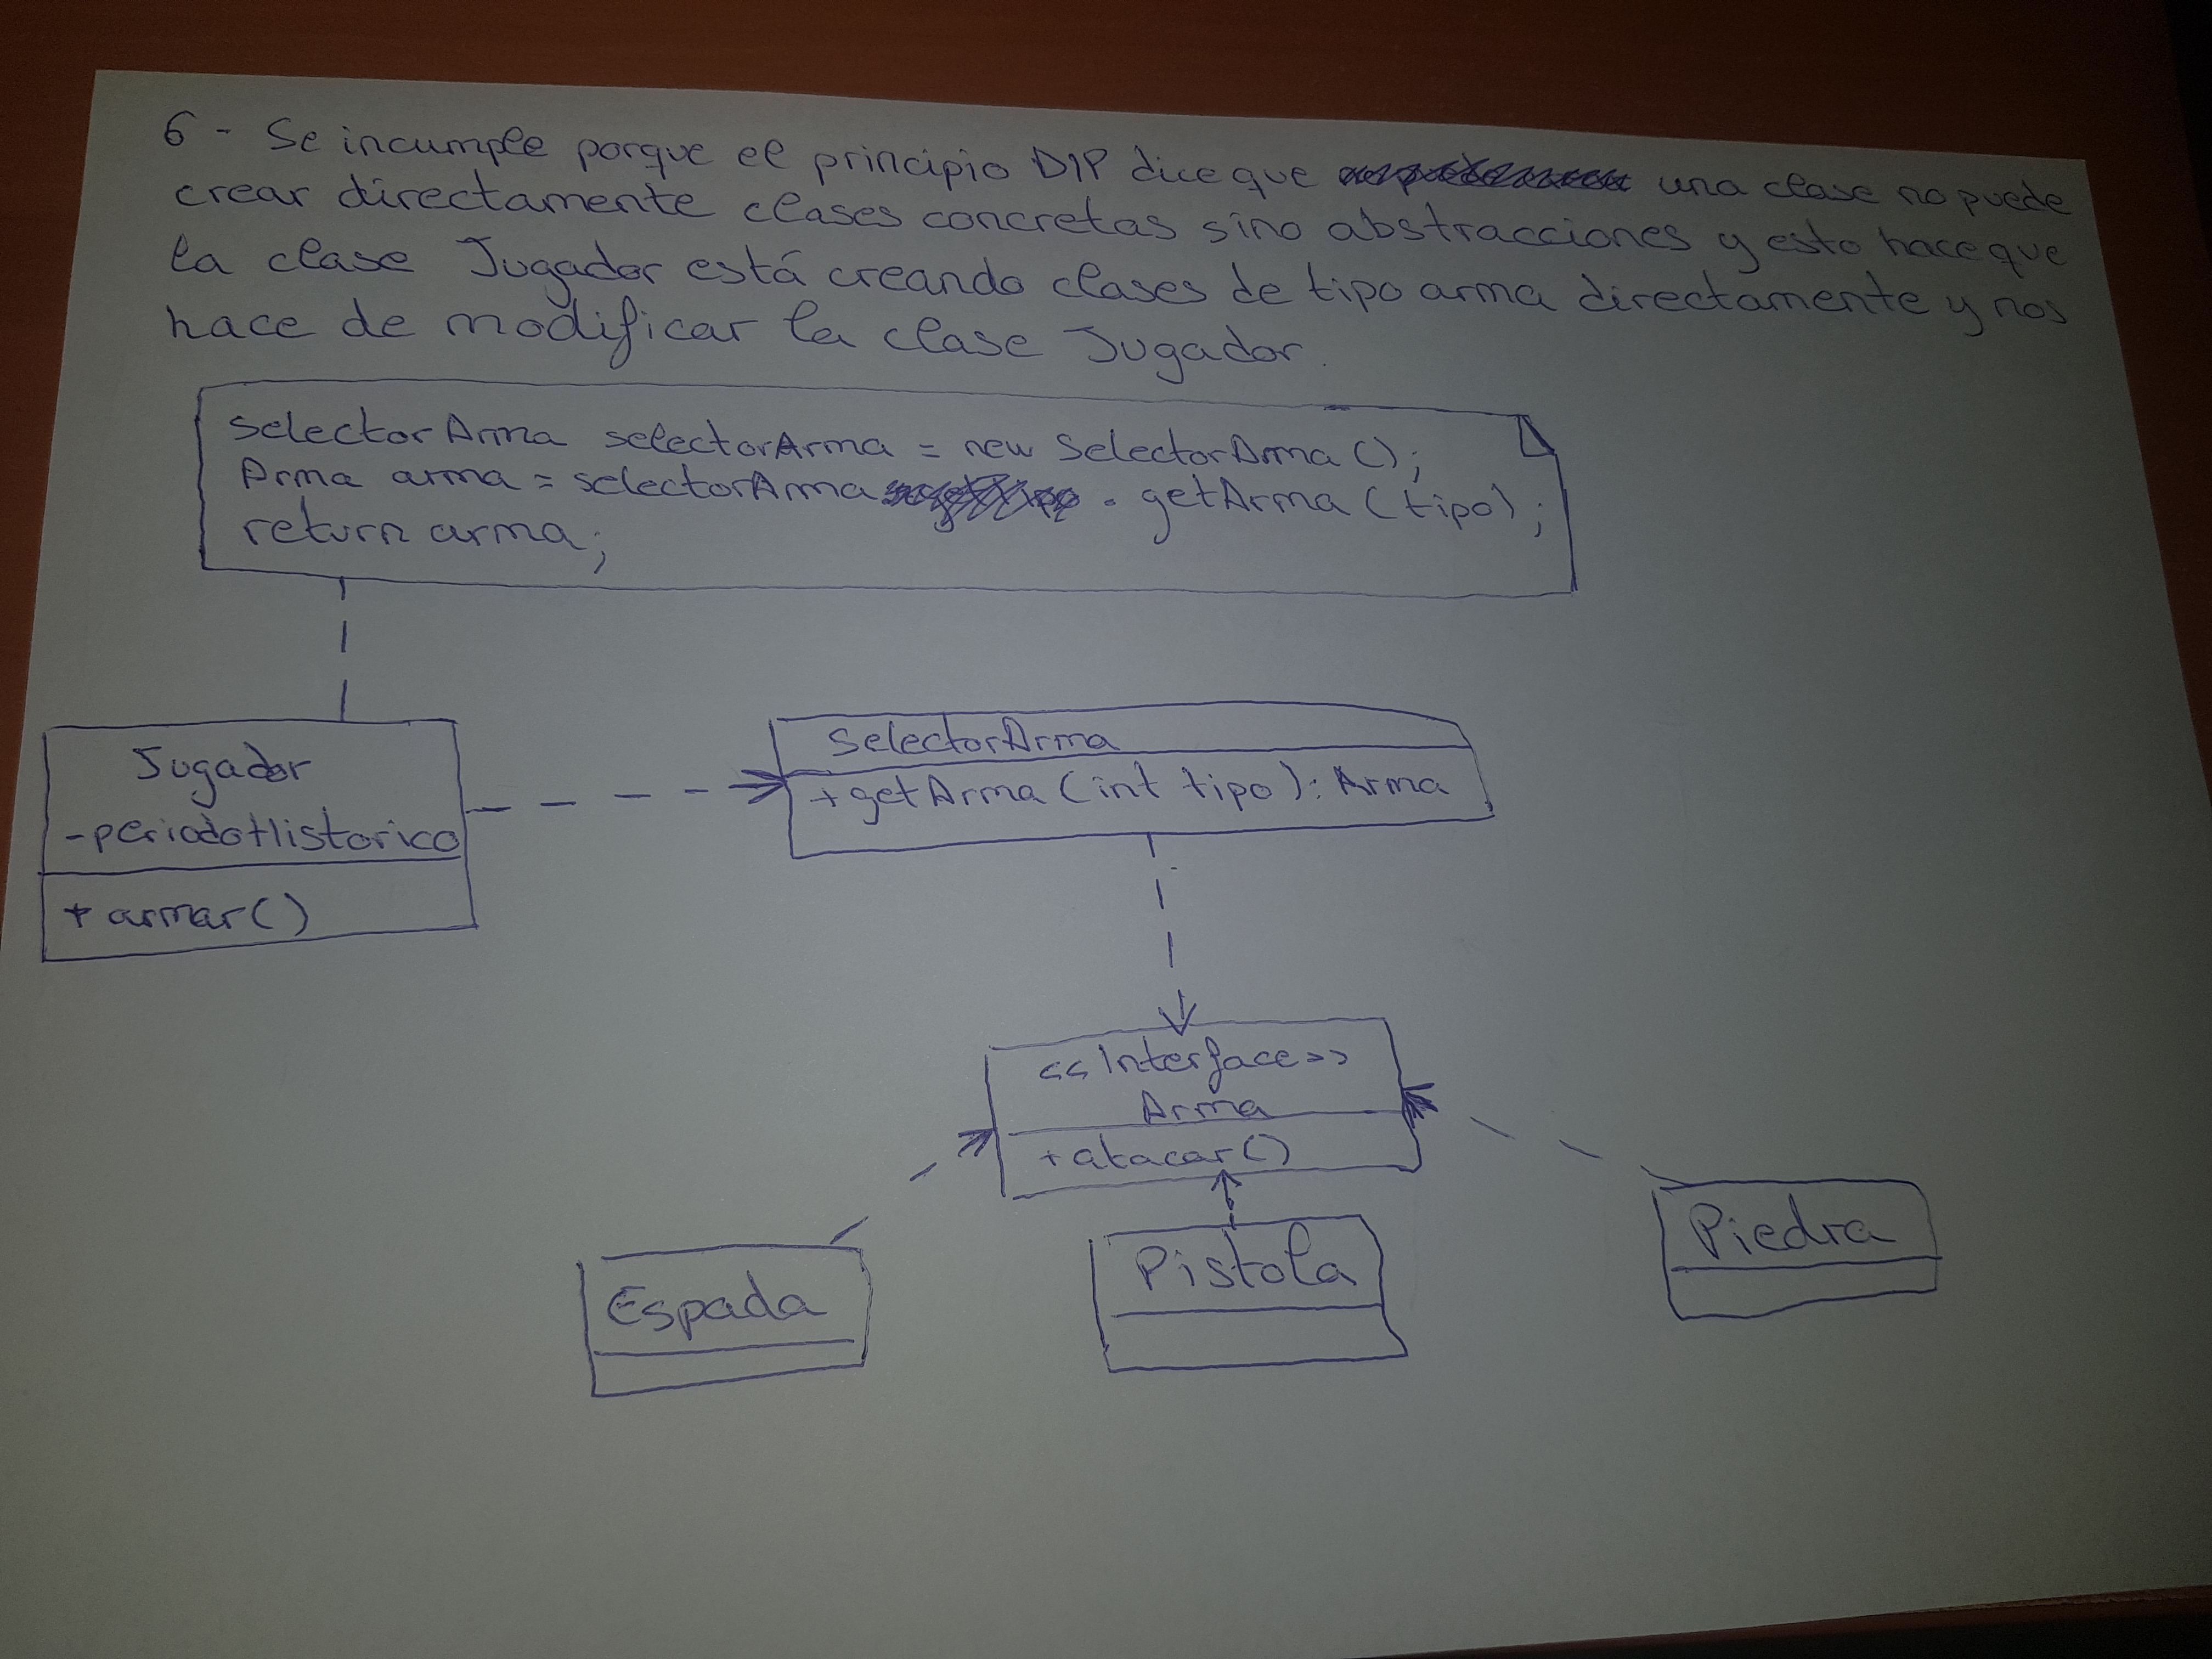 6- Se incumple porque el principio DIP dice que una clase no puede
crear directamente clases concretas sino abstracciones y esto hace que
la clase Jugador está creando clases de tipo arma directamente y nos
hace de modificar la clase Jugador.
SelectorArma selectorArma = new SelectorArma();
Arma arma = selectorArma . getArma (tipo);
return arma;
Jugador
-periodoHistorico
+ armar()
SelectorArma
+getArma (int tipo): Arma
<<Interface>>
Arma
+atacar()
Espada
Pistola
Piedra